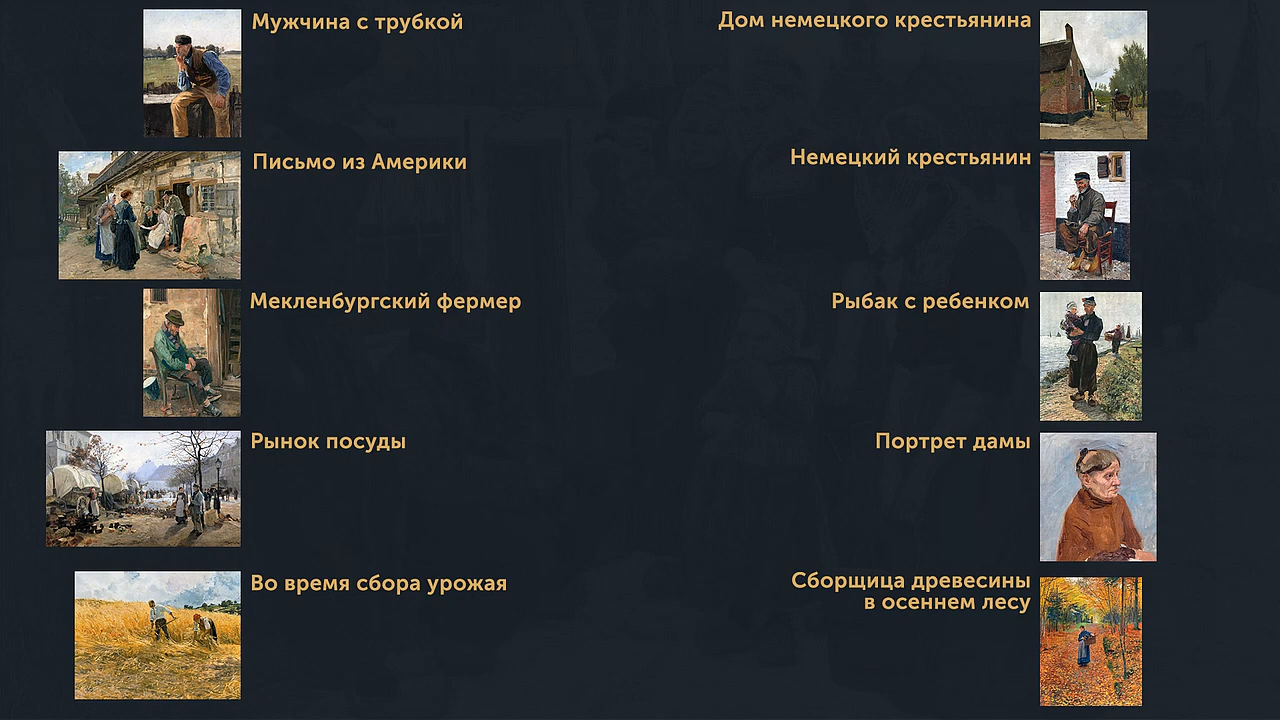 Мужчина с трубкой
Письмо из Америки
Мекленбургский фермер
Рынок посуды
Во время сбора урожая
Дом немецкого крестьянина
Немецкий крестьянин
Рыбак с ребенком
Портрет дамы
Сборщица древесины
в осеннем лесу